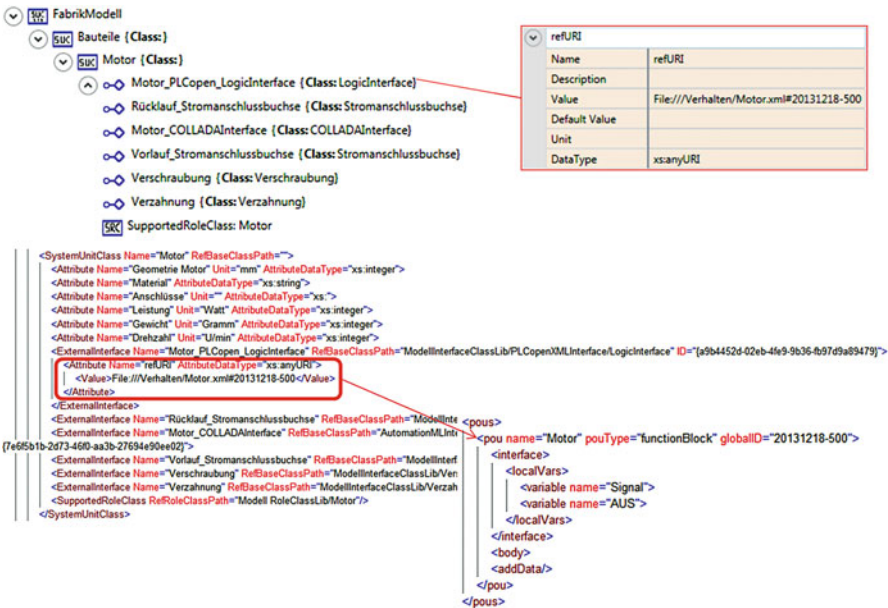 FabrikModell
Bauteile {Class:}
Motor {Class:}
Motor_PLCopen_LogicInterface {Class: LogicInterface}
Rücklauf_Stromanschlussbuchse {Class: Stromanschlussbuchse}
Motor_COLLADAInterface {Class: COLLADAInterface}
Vorlauf_Stromanschlussbuchse {Class: Stromanschlussbuchse}
Verschraubung {Class: Verschraubung}
Verzahnung {Class: Verzahnung}
SRC SupportedRoleClass: Motor
refURI
Name refURI
Description
Value File:///Verhalten/Motor.xml#20131218-500
Default Value
Unit
DataType xs:anyURI
<SystemUnitClass Name="Motor" RefBaseClassPath="">
<Attribute Name="Geometrie Motor" Unit="mm" AttributeDataType="xs:integer">
<Attribute Name="Material" AttributeDataType="xs:string">
<Attribute Name="Anschlüsse" Unit="" AttributeDataType="xs:">
<Attribute Name="Leistung" Unit="Watt" AttributeDataType="xs:integer">
<Attribute Name="Gewicht" Unit="Gramm" AttributeDataType="xs:integer">
<Attribute Name="Drehzahl" Unit="U/min" AttributeDataType="xs:integer">
<ExternalInterface Name="Motor_PLCopen_LogicInterface" RefBaseClassPath="ModellInterfaceClassLib/PLCopenXMLInterface/LogicInterface" ID="{a9b4452d-02eb-4fe9-9b36-fb97d9a89479}">
<Attribute Name="refURI" AttributeDataType="xs:anyURI">
<Value>File:///Verhalten/Motor.xml#20131218-500</Value>
</Attribute>
</ExternalInterface>
<ExternalInterface Name="Rücklauf_Stromanschlussbuchse" RefBaseClassPath="ModellInte
<ExternalInterface Name="Motor_COLLADAInterface" RefBaseClassPath="AutomationMLInt
{7e6f5b1b-2d73-46f0-aa3b-27694e90ee02}">
<ExternalInterface Name="Vorlauf_Stromanschlussbuchse" RefBaseClassPath="ModellInterf
<ExternalInterface Name="Verschraubung" RefBaseClassPath="ModellInterfaceClassLib/Ver
<ExternalInterface Name="Verzahnung" RefBaseClassPath="ModellInterfaceClassLib/Verzah
<SupportedRoleClass RefRoleClassPath="Modell RoleClassLib/Motor"/>
</SystemUnitClass>
<pous>
<pou name="Motor" pouType="functionBlock" globalID="20131218-500">
<interface>
<localVars>
<variable name="Signal">
<variable name="AUS">
</localVars>
</interface>
<body>
<addData/>
</pou>
</pous>